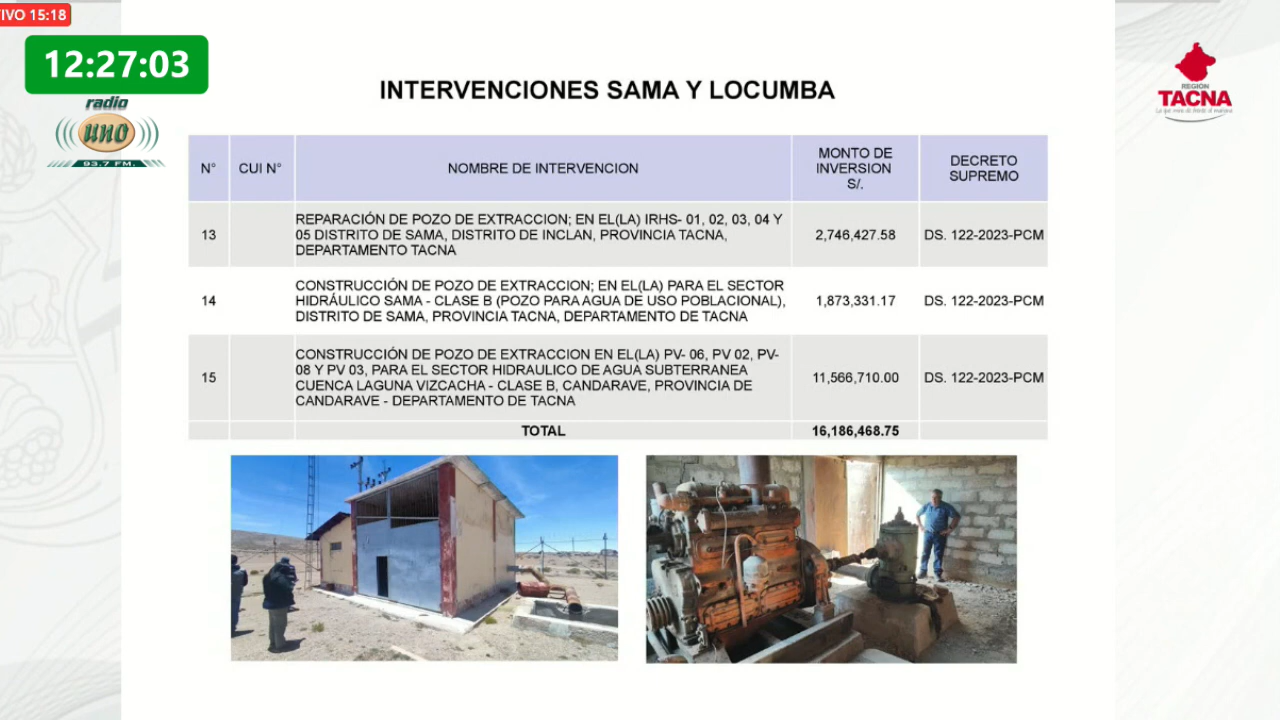 IVO 15:18
12:27:03
radio
uno
93.7 FM.
REGION
TACNA
INTERVENCIONES SAMA Y LOCUMBA
N° CUI N° NOMBRE DE INTERVENCION MONTO DE INVERSION S/. DECRETO SUPREMO
13 REPARACIÓN DE POZO DE EXTRACCION; EN EL(LA) IRHS- 01, 02, 03, 04 Y
05 DISTRITO DE SAMA, DISTRITO DE INCLAN, PROVINCIA TACNA,
DEPARTAMENTO TACNA
2,746,427.58 DS. 122-2023-PCM
14 CONSTRUCCIÓN DE POZO DE EXTRACCION; EN EL(LA) PARA EL SECTOR
HIDRÁULICO SAMA - CLASE B (POZO PARA AGUA DE USO POBLACIONAL),
DISTRITO DE SAMA, PROVINCIA TACNA, DEPARTAMENTO DE TACNA
1,873,331.17 DS. 122-2023-PCM
15 CONSTRUCCIÓN DE POZO DE EXTRACCION EN EL(LA) PV- 06, PV 02, PV-
08 Y PV 03, PARA EL SECTOR HIDRAULICO DE AGUA SUBTERRANEA
CUENCA LAGUNA VIZCACHA - CLASE B, CANDARAVE, PROVINCIA DE
CANDARAVE - DEPARTAMENTO DE TACNA
11,566,710.00 DS. 122-2023-PCM
TOTAL 16,186,468.75